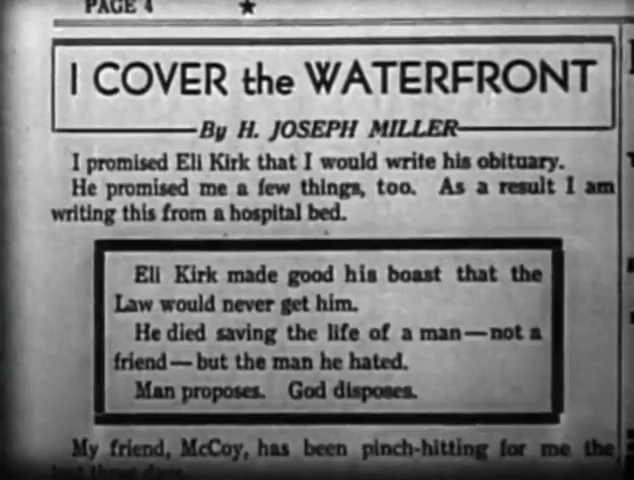 PAGE 4
I COVER the WATERFRONT
By H. JOSEPH MILLER
I promised Eli Kirk that I would write his obituary.
He promised me a few things, too. As a result I am
writing this from a hospital bed.
Eli Kirk made good his boast that the
Law would never get him.
He died saving the life of a man—not a
friend—but the man he hated.
Man proposes. God disposes.
My friend, McCoy, has been pinch-hitting for me the
last three days